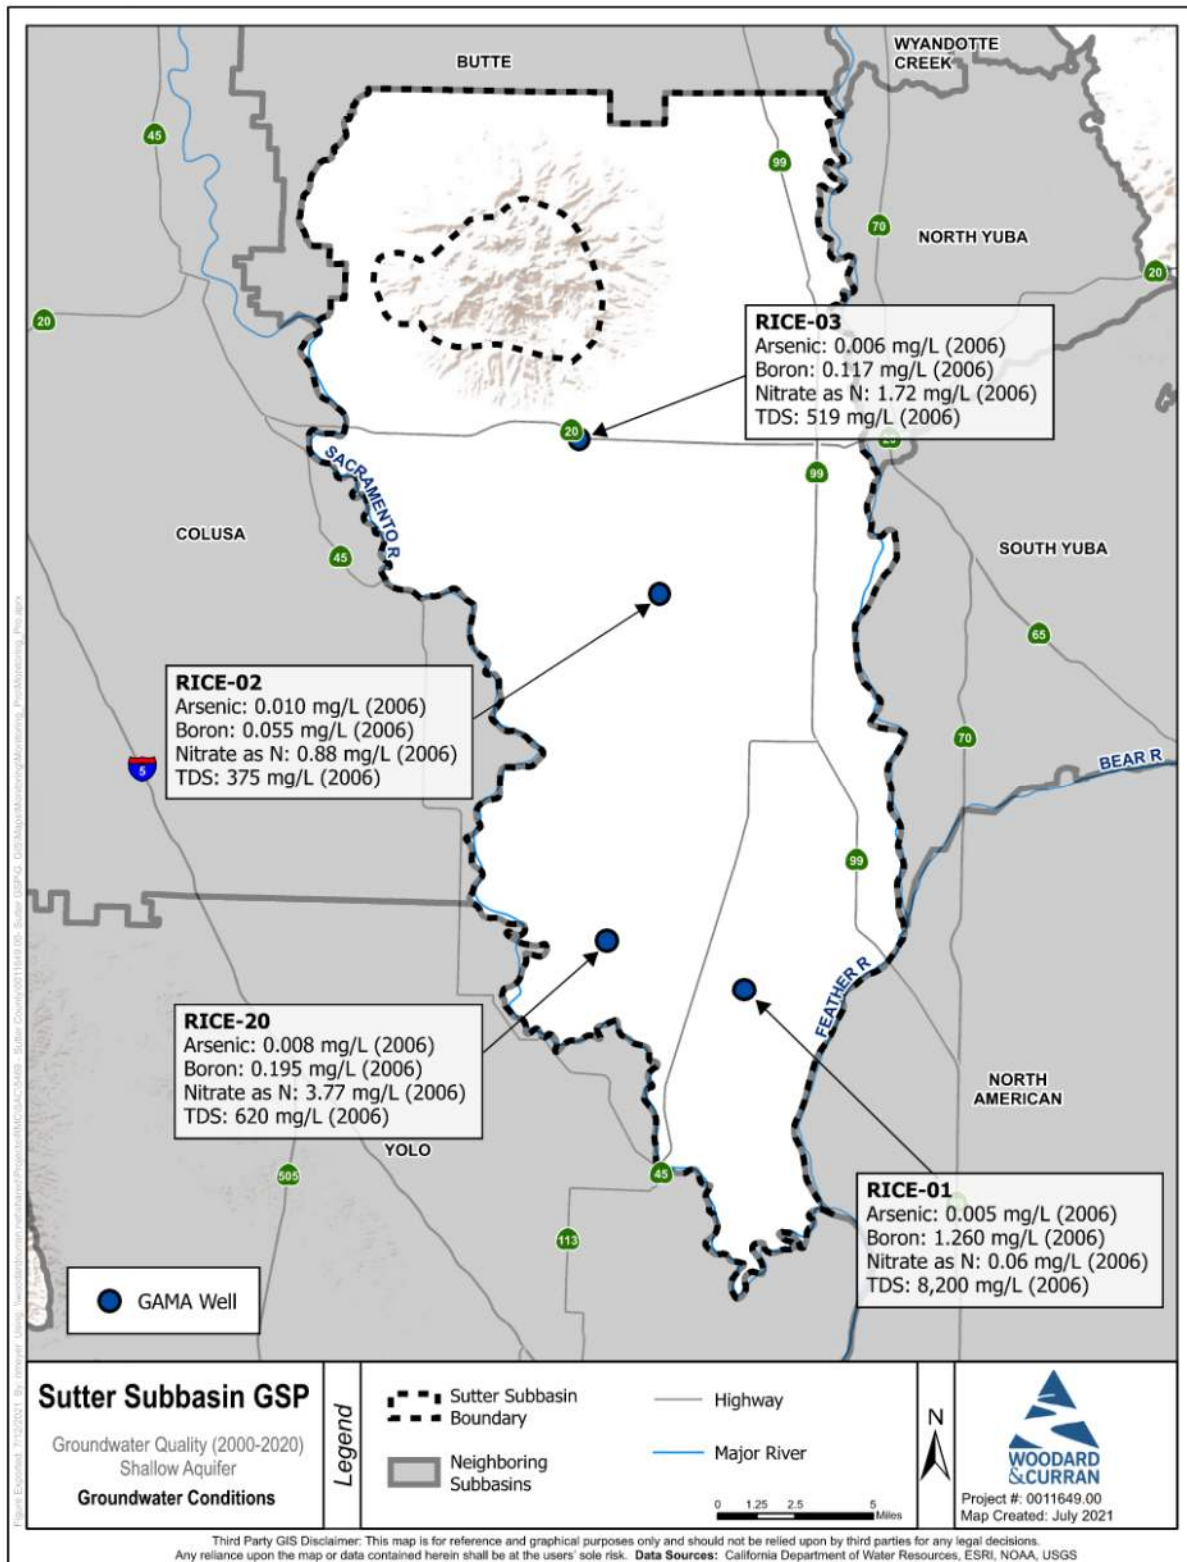 BUTTE
WYANDOTTE
CREEK
45
99
70
NORTH YUBA
20
20
RICE-03
Arsenic: 0.006 mg/L (2006)
Boron: 0.117 mg/L (2006)
Nitrate as N: 1.72 mg/L (2006)
TDS: 519 mg/L (2006)
20
20
99
SACRAMENTO R
COLUSA
45
SOUTH YUBA
65
RICE-02
Arsenic: 0.010 mg/L (2006)
Boron: 0.055 mg/L (2006)
Nitrate as N: 0.88 mg/L (2006)
TDS: 375 mg/L (2006)
5
70
BEAR R
99
FEATHER R
RICE-20
Arsenic: 0.008 mg/L (2006)
Boron: 0.195 mg/L (2006)
Nitrate as N: 3.77 mg/L (2006)
TDS: 620 mg/L (2006)
NORTH
AMERICAN
YOLO
505
45
113
RICE-01
Arsenic: 0.005 mg/L (2006)
Boron: 1.260 mg/L (2006)
Nitrate as N: 0.06 mg/L (2006)
TDS: 8,200 mg/L (2006)
GAMA Well
Sutter Subbasin GSP
Groundwater Quality (2000-2020)
Shallow Aquifer
Groundwater Conditions
Legend
Sutter Subbasin
Boundary
Neighboring
Subbasins
Highway
Major River
0 1.25 2.5 5
Miles
N
WOODARD
&CURRAN
Project #: 0011649.00
Map Created: July 2021
Third Party GIS Disclaimer: This map is for reference and graphical purposes only and should not be relied upon by third parties for any legal decisions.
Any reliance upon the map or data contained herein shall be at the users' sole risk. Data Sources: California Department of Water Resources, ESRI, NOAA, USGS
Figure Exported: 7/12/2021 By: